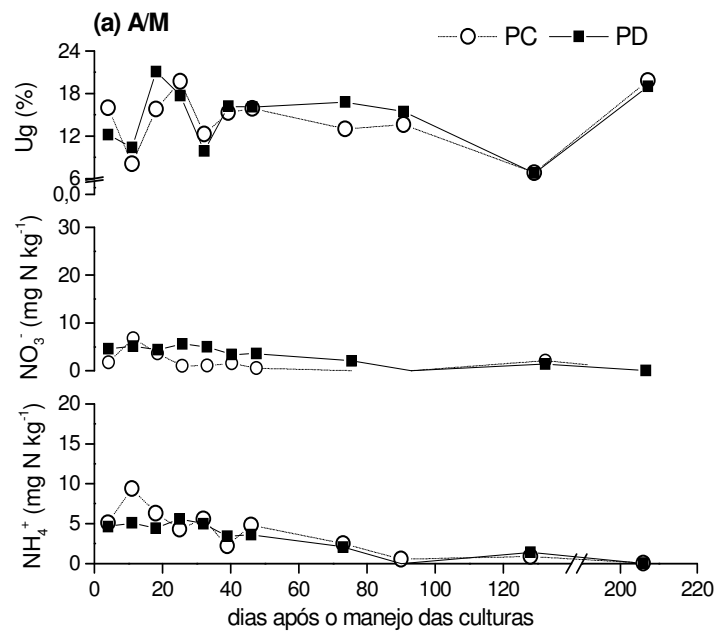 (a) A/M
PC PD
24
18
12
6
0,0
Ug (%)
30
20
10
0
NO₃⁻ (mg N kg⁻¹)
20
15
10
5
0
NH₄⁺ (mg N kg⁻¹)
0 20 40 60 80 100 120 200 220
dias após o manejo das culturas